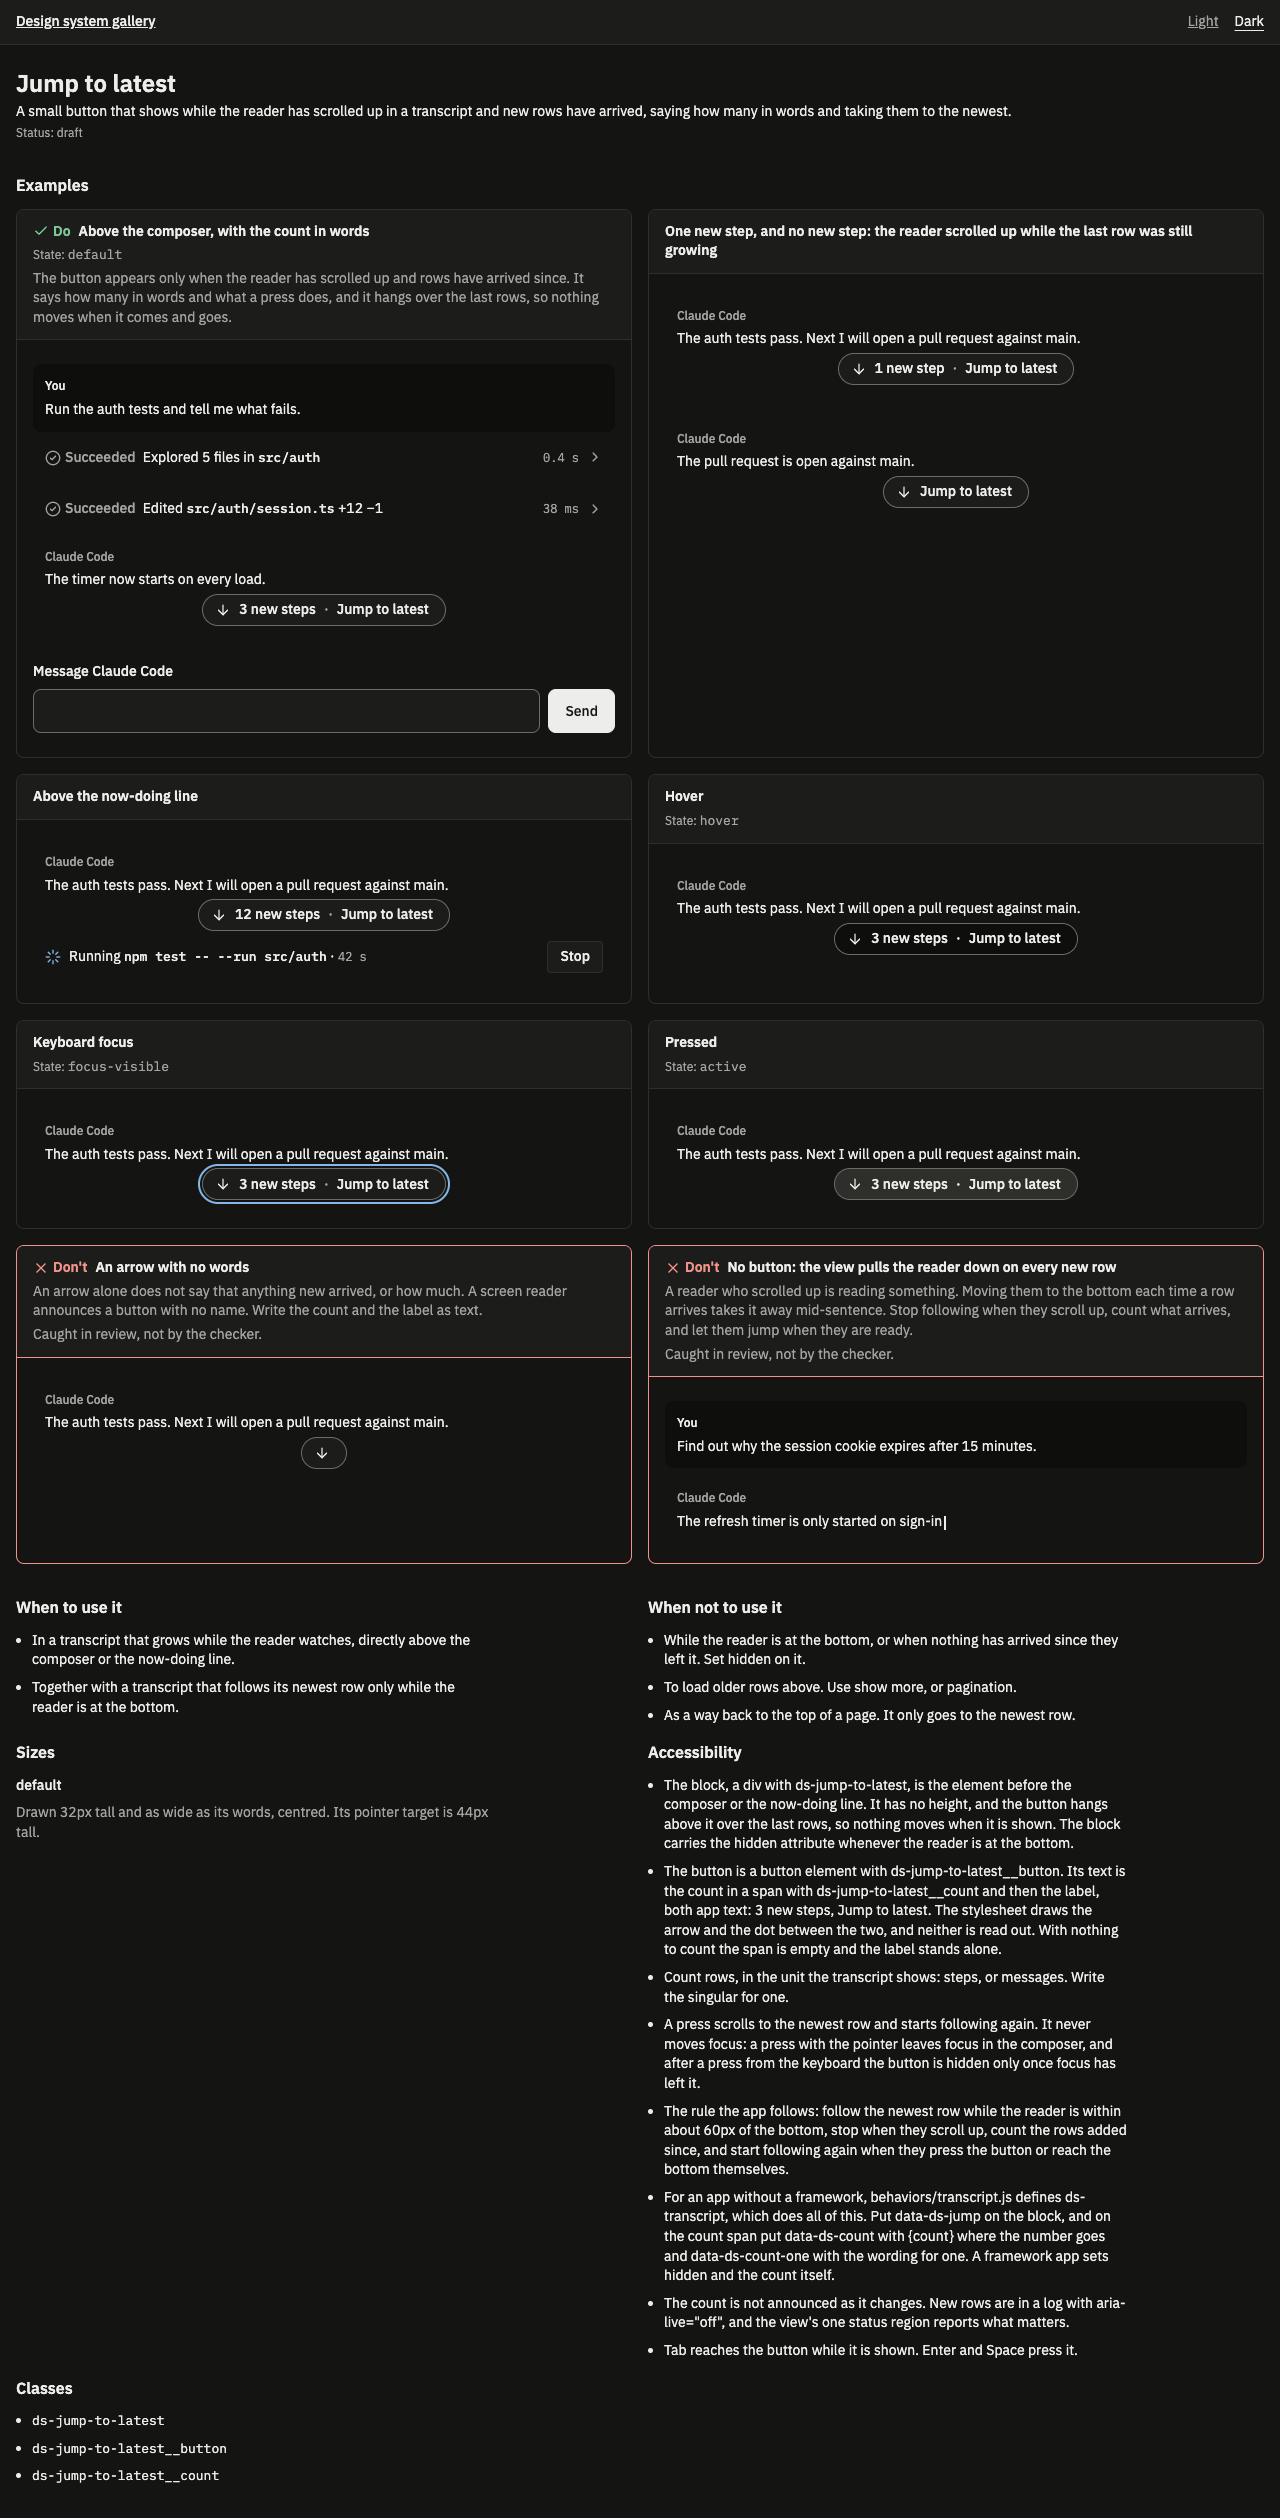 Design system gallery
Light
Dark
Jump to latest
A small button that shows while the reader has scrolled up in a transcript and new rows have arrived, saying how many in words and taking them to the newest.
Status: draft
Examples
Do Above the composer, with the count in words
State: default
The button appears only when the reader has scrolled up and rows have arrived since. It
says how many in words and what a press does, and it hangs over the last rows, so nothing
moves when it comes and goes.
You
Run the auth tests and tell me what fails.
Succeeded Explored 5 files in src/auth 0.4 s
Succeeded Edited src/auth/session.ts +12 −1 38 ms
Claude Code
The timer now starts on every load.
3 new steps · Jump to latest
Message Claude Code
Send
One new step, and no new step: the reader scrolled up while the last row was still
growing
Claude Code
The auth tests pass. Next I will open a pull request against main.
1 new step · Jump to latest
Claude Code
The pull request is open against main.
Jump to latest
Above the now-doing line
Claude Code
The auth tests pass. Next I will open a pull request against main.
12 new steps · Jump to latest
Running npm test -- --run src/auth · 42 s
Stop
Hover
State: hover
Claude Code
The auth tests pass. Next I will open a pull request against main.
3 new steps · Jump to latest
Keyboard focus
State: focus-visible
Claude Code
The auth tests pass. Next I will open a pull request against main.
3 new steps · Jump to latest
Pressed
State: active
Claude Code
The auth tests pass. Next I will open a pull request against main.
3 new steps · Jump to latest
Don't An arrow with no words
An arrow alone does not say that anything new arrived, or how much. A screen reader
announces a button with no name. Write the count and the label as text.
Caught in review, not by the checker.
Claude Code
The auth tests pass. Next I will open a pull request against main.
Don't No button: the view pulls the reader down on every new row
A reader who scrolled up is reading something. Moving them to the bottom each time a row
arrives takes it away mid-sentence. Stop following when they scroll up, count what arrives,
and let them jump when they are ready.
Caught in review, not by the checker.
You
Find out why the session cookie expires after 15 minutes.
Claude Code
The refresh timer is only started on sign-in
When to use it
In a transcript that grows while the reader watches, directly above the
composer or the now-doing line.
Together with a transcript that follows its newest row only while the
reader is at the bottom.
When not to use it
While the reader is at the bottom, or when nothing has arrived since they
left it. Set hidden on it.
To load older rows above. Use show more, or pagination.
As a way back to the top of a page. It only goes to the newest row.
Sizes
default
Drawn 32px tall and as wide as its words, centred. Its pointer target is 44px
tall.
Accessibility
The block, a div with ds-jump-to-latest, is the element before the
composer or the now-doing line. It has no height, and the button hangs
above it over the last rows, so nothing moves when it is shown. The block
carries the hidden attribute whenever the reader is at the bottom.
The button is a button element with ds-jump-to-latest__button. Its text is
the count in a span with ds-jump-to-latest__count and then the label,
both app text: 3 new steps, Jump to latest. The stylesheet draws the
arrow and the dot between the two, and neither is read out. With nothing
to count the span is empty and the label stands alone.
Count rows, in the unit the transcript shows: steps, or messages. Write
the singular for one.
A press scrolls to the newest row and starts following again. It never
moves focus: a press with the pointer leaves focus in the composer, and
after a press from the keyboard the button is hidden only once focus has
left it.
The rule the app follows: follow the newest row while the reader is within
about 60px of the bottom, stop when they scroll up, count the rows added
since, and start following again when they press the button or reach the
bottom themselves.
For an app without a framework, behaviors/transcript.js defines ds-
transcript, which does all of this. Put data-ds-jump on the block, and on
the count span put data-ds-count with {count} where the number goes
and data-ds-count-one with the wording for one. A framework app sets
hidden and the count itself.
The count is not announced as it changes. New rows are in a log with aria-
live="off", and the view's one status region reports what matters.
Tab reaches the button while it is shown. Enter and Space press it.
Classes
ds-jump-to-latest
ds-jump-to-latest__button
ds-jump-to-latest__count